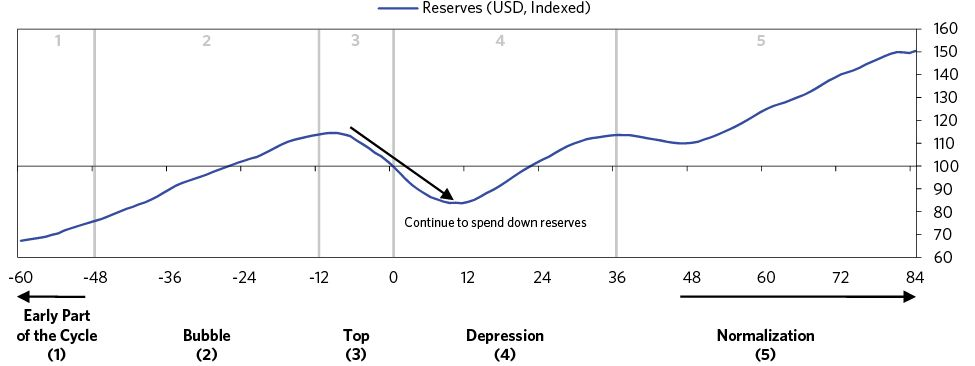 Reserves (USD, Indexed)
1 2 3 4 5
160
150
140
130
120
110
100
90
80
70
60
Continue to spend down reserves
-60 -48 -36 -24 -12 0 12 24 36 48 60 72 84
Early Part
of the Cycle
(1)
Bubble
(2)
Top
(3)
Depression
(4)
Normalization
(5)